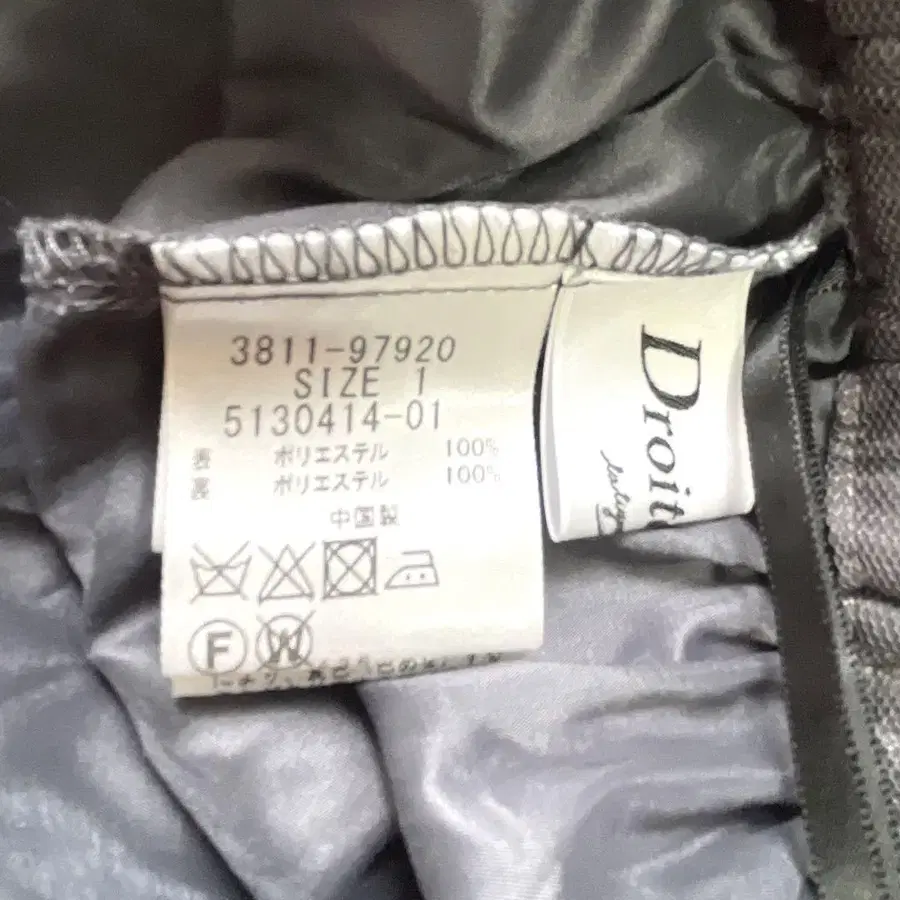 3811-97920
SIZE 1
5130414-01
表 ポリエステル 100%
裏 ポリエステル 100%
中国製
F W
Droit